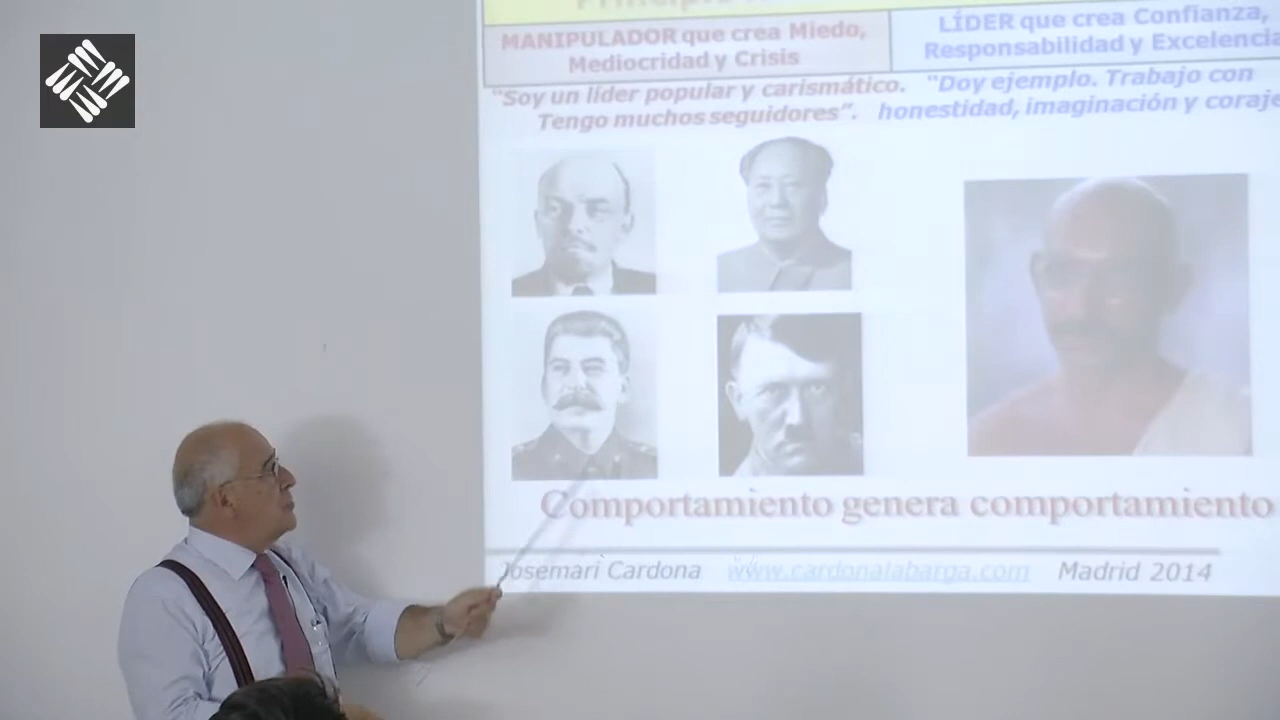 MANIPULADOR que crea Miedo,
Mediocridad y Crisis
LÍDER que crea Confianza,
Responsabilidad y Excelencia
"Soy un líder popular y carismático.
Tengo muchos seguidores".
"Doy ejemplo. Trabajo con
honestidad, imaginación y coraje
Comportamiento genera comportamiento
Josemari Cardona www.cardonalabarga.com Madrid 2014